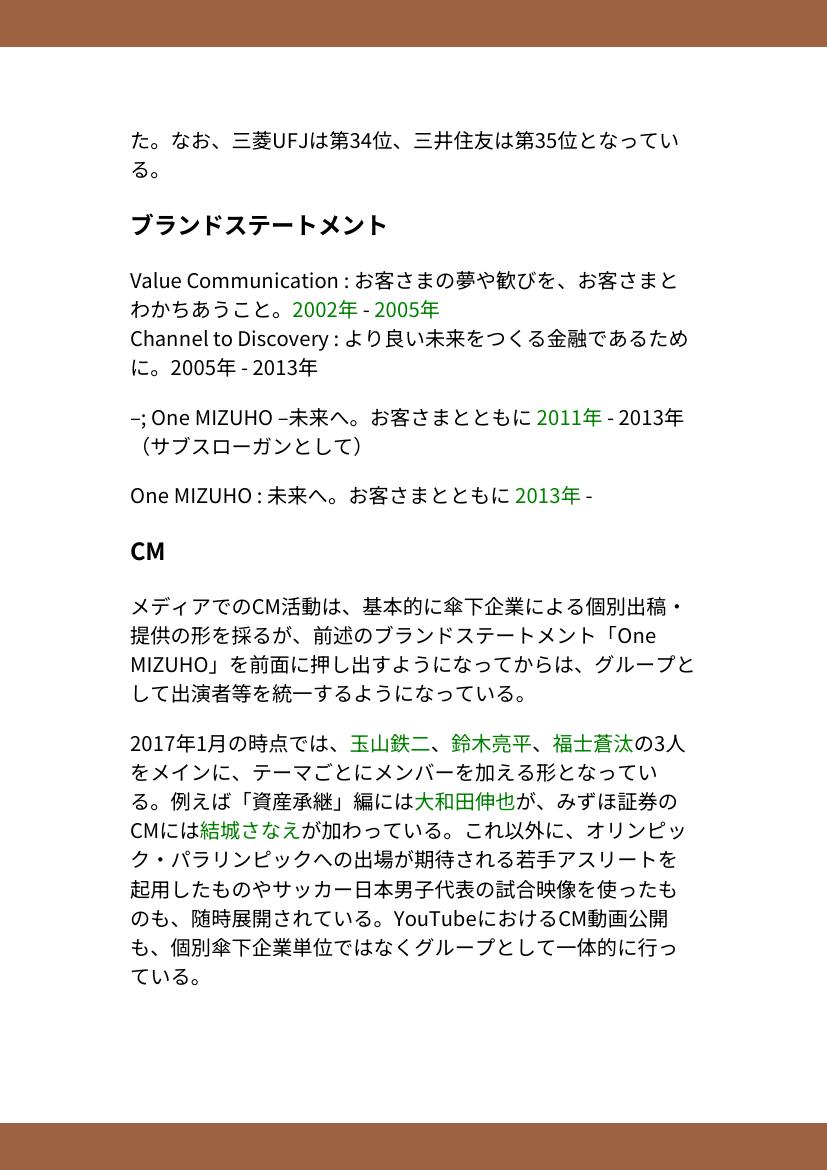 た。なお、三菱UFJは第34位、三井住友は第35位となってい
る。
ブランドステートメント
Value Communication : お客さまの夢や歓びを、お客さまと
わかちあうこと。2002年 - 2005年
Channel to Discovery : より良い未来をつくる金融であるため
に。2005年 - 2013年
–; One MIZUHO –未来へ。お客さまとともに 2011年 - 2013年
（サブスローガンとして）
One MIZUHO : 未来へ。お客さまとともに 2013年 -
CM
メディアでのCM活動は、基本的に傘下企業による個別出稿・
提供の形を採るが、前述のブランドステートメント「One
MIZUHO」を前面に押し出すようになってからは、グループと
して出演者等を統一するようになっている。
2017年1月の時点では、玉山鉄二、鈴木亮平、福士蒼汰の3人
をメインに、テーマごとにメンバーを加える形となってい
る。例えば「資産承継」編には大和田伸也が、みずほ証券の
CMには結城さなえが加わっている。これ以外に、オリンピッ
ク・パラリンピックへの出場が期待される若手アスリートを
起用したものやサッカー日本男子代表の試合映像を使ったも
のも、随時展開されている。YouTubeにおけるCM動画公開
も、個別傘下企業単位ではなくグループとして一体的に行っ
ている。